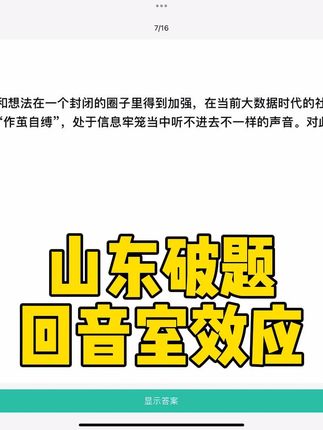 得到
7/16
和想法在一个封闭的圈子里得到加强，在当前大数据时代的社
“作茧自缚”，处于信息牢笼当中听不进去不一样的声音。对此
山东破题
回音室效应
显示答案